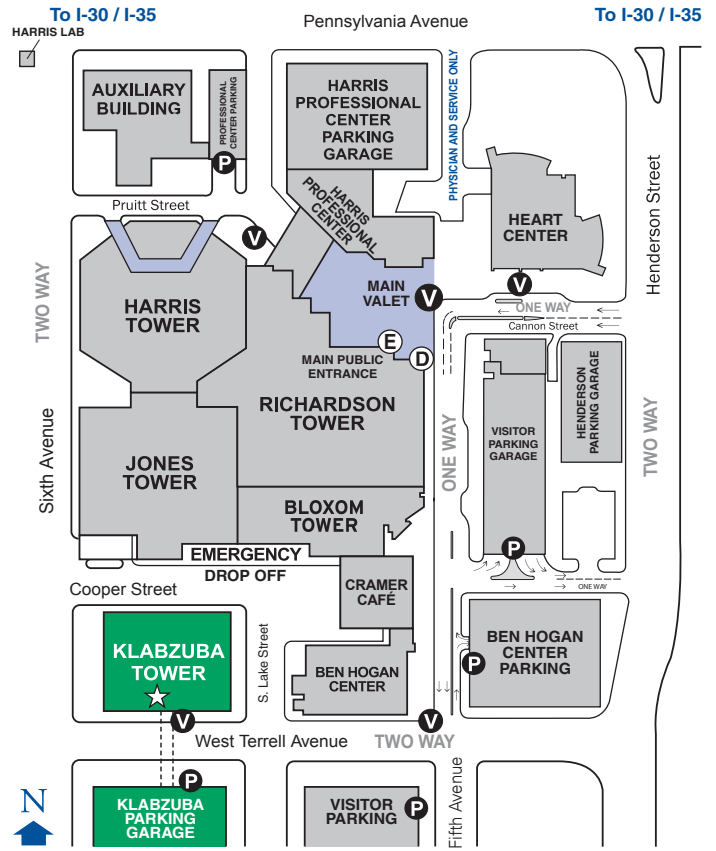 To I-30 / I-35
Pennsylvania Avenue
To I-30 / I-35
HARRIS LAB
AUXILIARY
BUILDING
PROFESSIONAL
CENTER PARKING
P
HARRIS
PROFESSIONAL
CENTER
PARKING
GARAGE
PHYSICIAN AND SERVICE ONLY
Henderson Street
Pruitt Street
HARRIS
PROFESSIONAL
CENTER
HEART
CENTER
V
V
TWO WAY
HARRIS
TOWER
MAIN
VALET
V
ONE WAY
Cannon Street
E
D
MAIN PUBLIC
ENTRANCE
RICHARDSON
TOWER
ONE WAY
VISITOR
PARKING
GARAGE
HENDERSON
PARKING GARAGE
TWO WAY
Sixth Avenue
JONES
TOWER
BLOXOM
TOWER
P
EMERGENCY
DROP OFF
CRAMER
CAFÉ
ONE WAY
Cooper Street
KLABZUBA
TOWER
S. Lake Street
BEN HOGAN
CENTER
BEN HOGAN
CENTER
PARKING
P
V
V
West Terrell Avenue
TWO WAY
Fifth Avenue
P
N
KLABZUBA
PARKING
GARAGE
VISITOR
PARKING
P